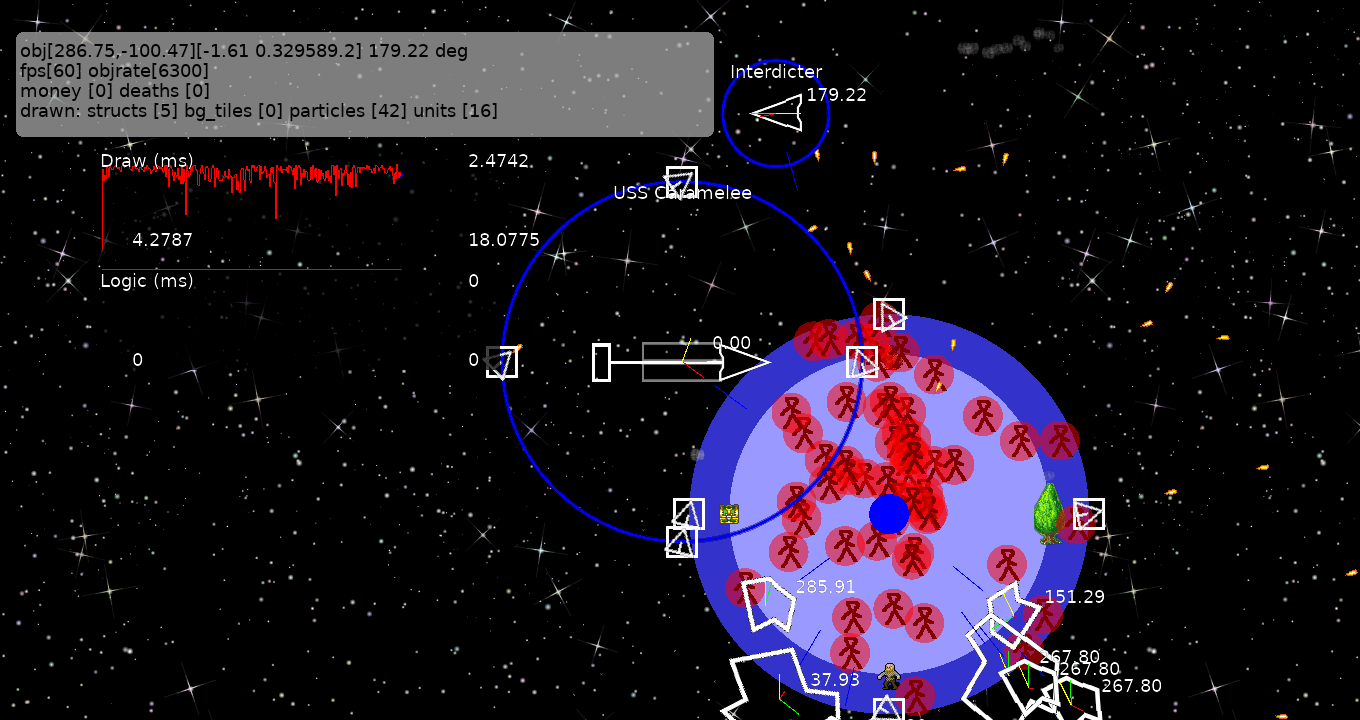 obj[286.75,-100.47][-1.61 0.329589.2] 179.22 deg
fps[60] objrate[6300]
money [0] deaths [0]
drawn: structs [5] bg_tiles [0] particles [42] units [16]
Interdicter
179.22
Draw (ms)
2.4742
USS Caramelee
4.2787
18.0775
Logic (ms)
0
0.00
0
0
285.91
151.29
267.80
267.80
37.93
267.80